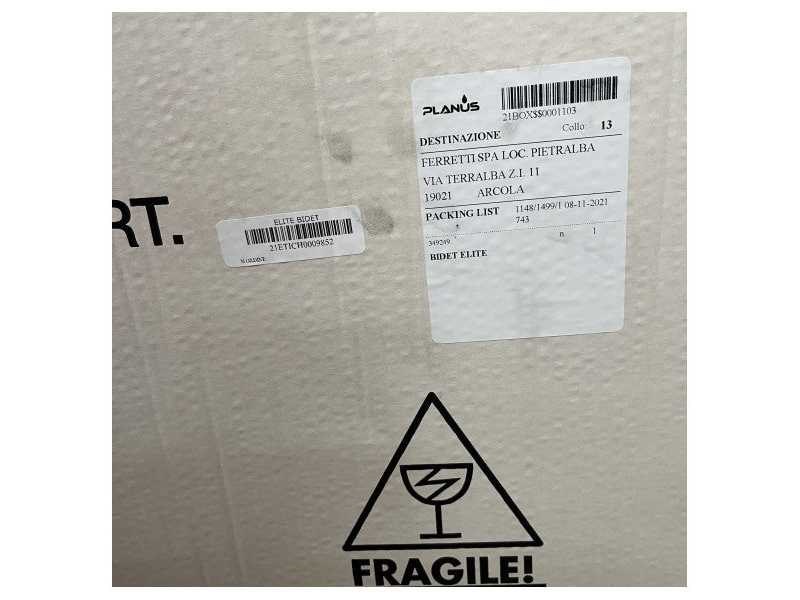 PLANUS
21BOX$$0001103
DESTINAZIONE
Collo: 13
FERRETTI SPA LOC. PIETRALBA
VIA TERRALBA Z.I. 11
19021 ARCOLA
PACKING LIST 1148/1499/1 08-11-2021
743
349249 n 1
BIDET ELITE
RT.
ELITE BIDET
21ETICH0009852
N.ORDINE
FRAGILE!